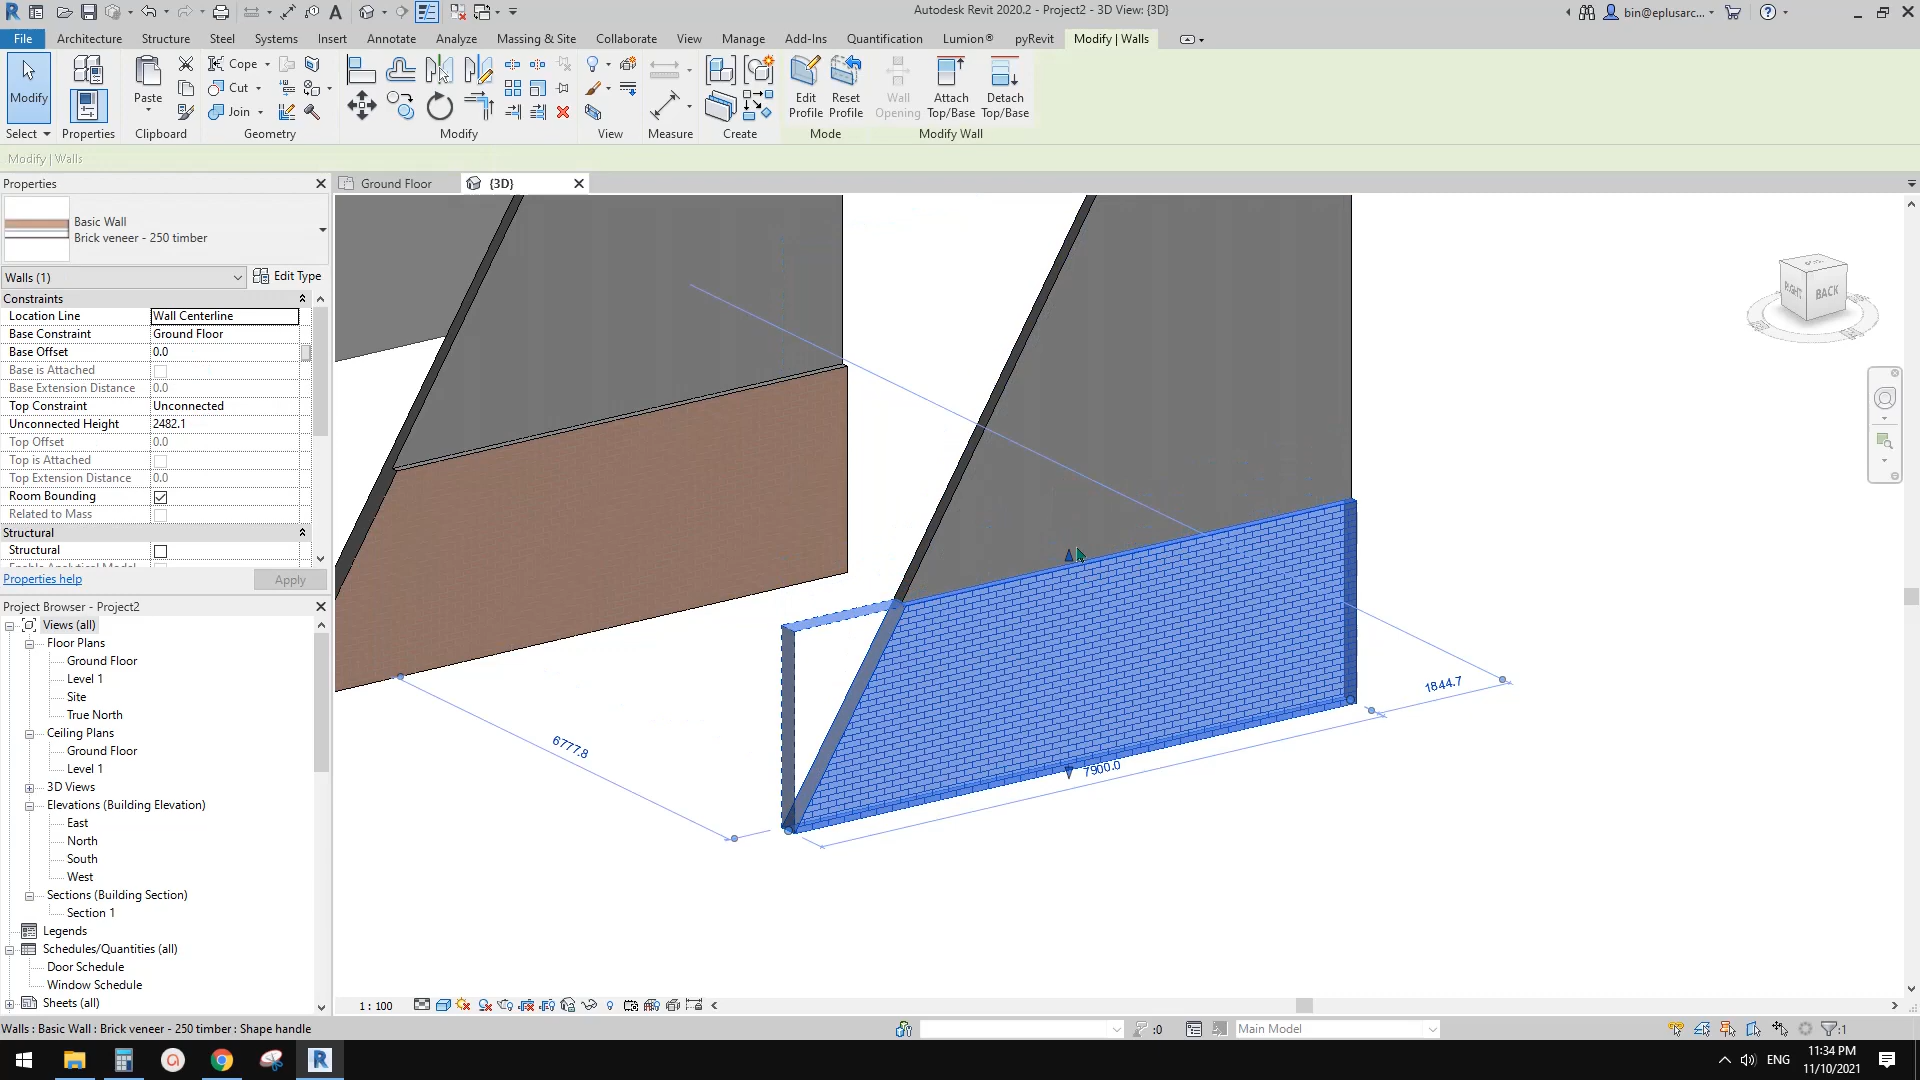 Autodesk Revit 2020.2 - Project2 - 3D View: {3D}
bin@eplusarc...
File
Architecture
Structure
Steel
Systems
Insert
Annotate
Analyze
Massing & Site
Collaborate
View
Manage
Add-Ins
Quantification
Lumion®
pyRevit
Modify | Walls
Modify
Paste
Cope
Cut
Join
Edit Profile
Reset Profile
Wall Opening
Attach Top/Base
Detach Top/Base
Select
Properties
Clipboard
Geometry
Modify
View
Measure
Create
Mode
Modify Wall
Modify | Walls
Properties
Ground Floor
{3D}
Basic Wall
Brick veneer - 250 timber
Walls (1)
Edit Type
Constraints
Location Line Wall Centerline
Base Constraint Ground Floor
Base Offset 0.0
Base is Attached
Base Extension Distance 0.0
Top Constraint Unconnected
Unconnected Height 2482.1
Top Offset 0.0
Top is Attached
Top Extension Distance 0.0
Room Bounding
Related to Mass
Structural
Structural
Properties help
Apply
Project Browser - Project2
Views (all)
Floor Plans
Ground Floor
Level 1
Site
True North
Ceiling Plans
Ground Floor
Level 1
3D Views
Elevations (Building Elevation)
East
North
South
West
Sections (Building Section)
Section 1
Legends
Schedules/Quantities (all)
Door Schedule
Window Schedule
Sheets (all)
RIGHT
BACK
6777.8
7900.0
1844.7
1 : 100
Walls : Basic Wall : Brick veneer - 250 timber : Shape handle
:0
Main Model
:1
ENG
11:34 PM
11/10/2021